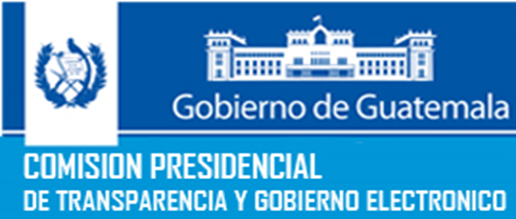 Gobierno de Guatemala
COMISION PRESIDENCIAL
DE TRANSPARENCIA Y GOBIERNO ELECTRONICO